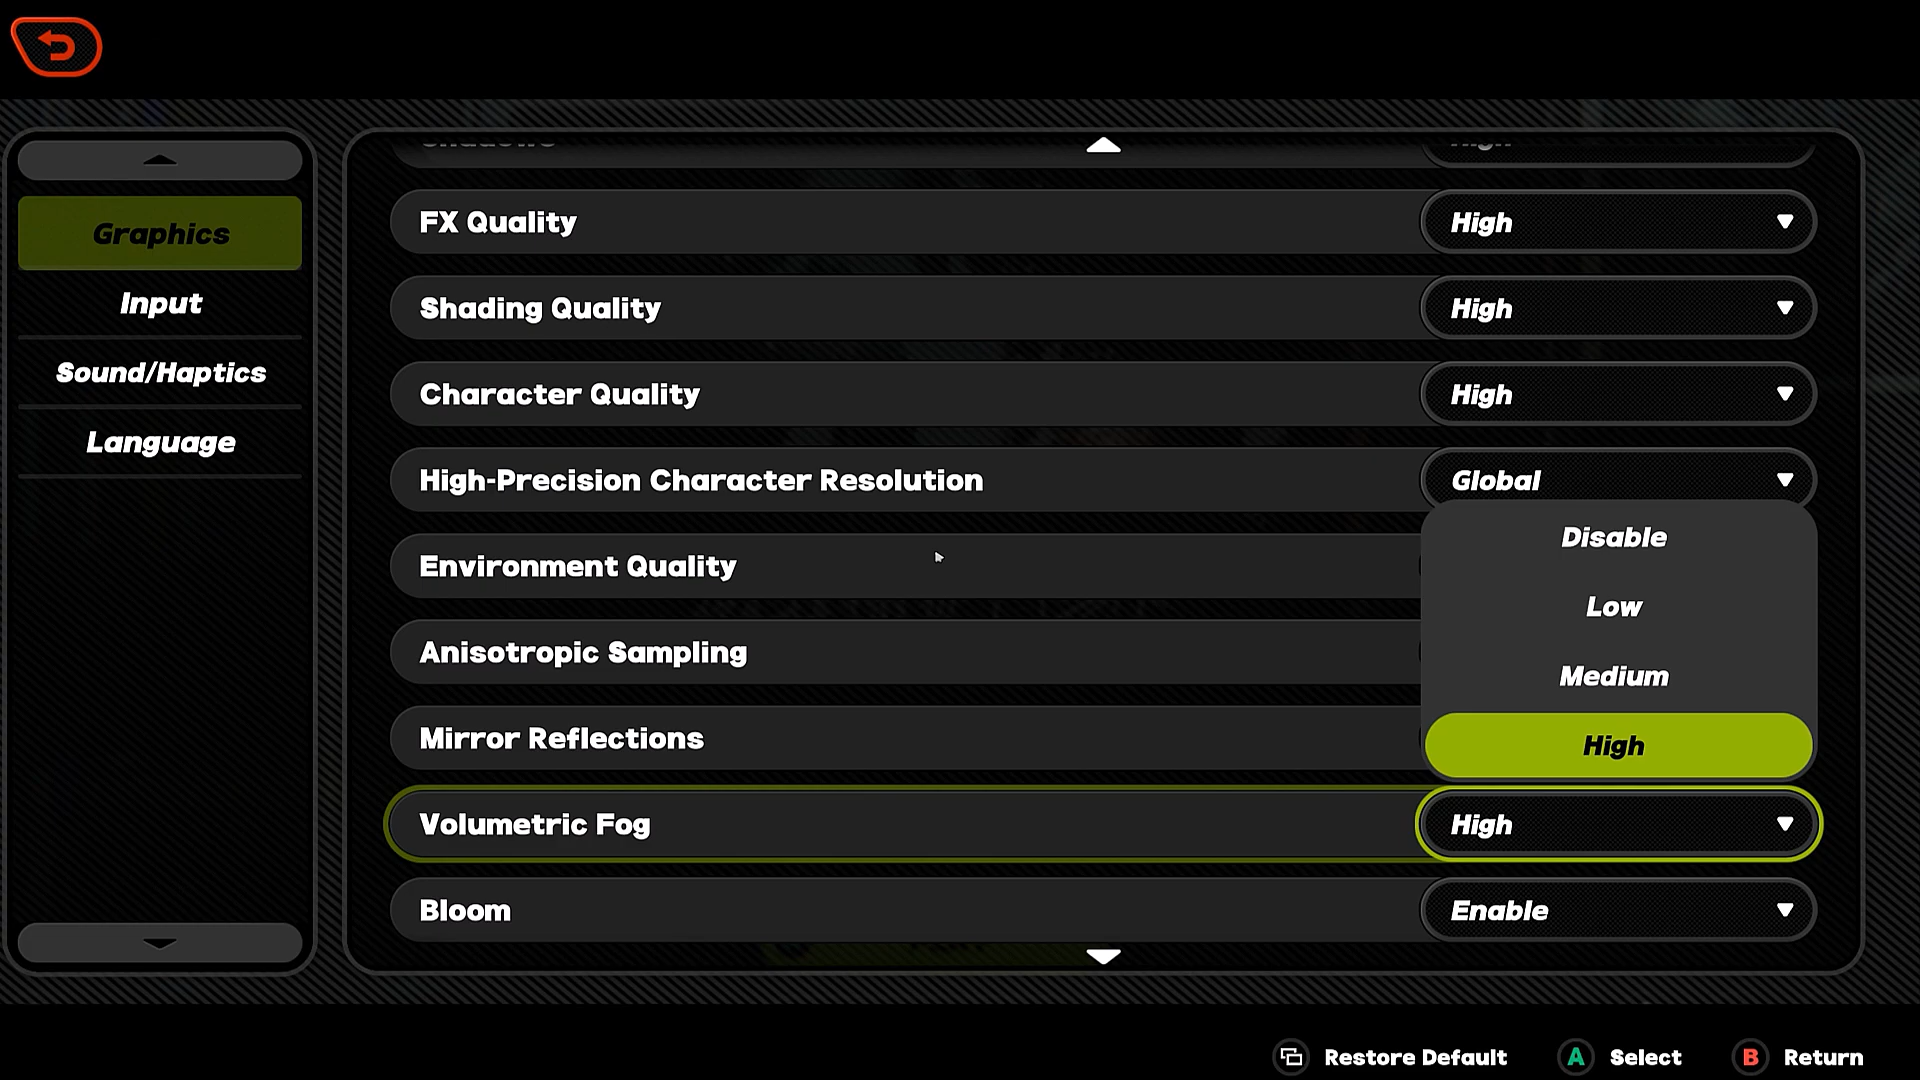 Graphics
Input
Sound/Haptics
Language
FX Quality High
Shading Quality High
Character Quality High
High-Precision Character Resolution Global
Disable
Environment Quality
Low
Anisotropic Sampling
Medium
Mirror Reflections
High
Volumetric Fog High
Bloom Enable
Restore Default A Select B Return